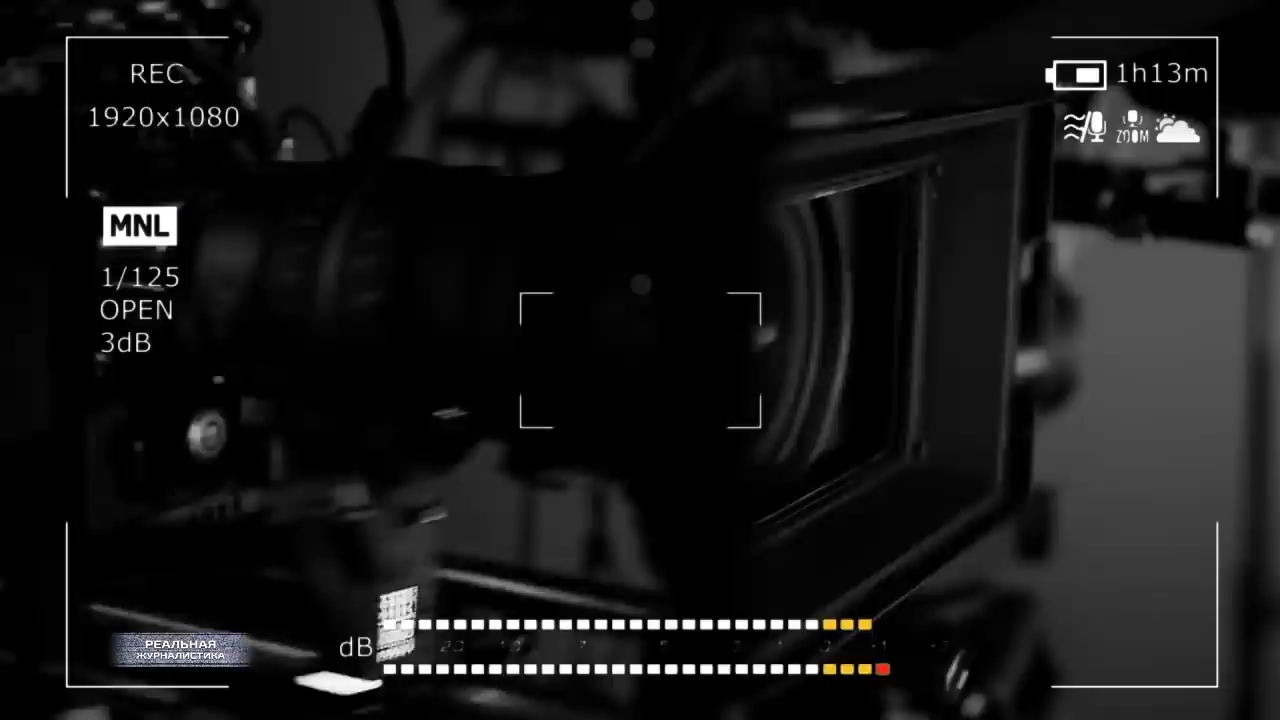 REC
1920x1080
1h13m
ZOOM
MNL
1/125
OPEN
3dB
РЕАЛЬНАЯ
ЖУРНАЛИСТИКА
dB